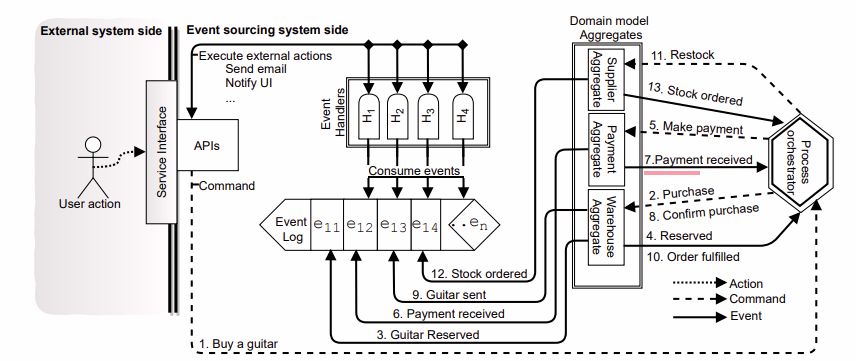 External system side
Event sourcing system side
Domain model
Aggregates
Execute external actions
Send email
Notify UI
...
Event
Handlers
H1
H2
H3
H4
Supplier
Aggregate
Payment
Aggregate
Warehouse
Aggregate
11. Restock
13. Stock ordered
5. Make payment
7.Payment received
2. Purchase
8. Confirm purchase
4. Reserved
10. Order fulfilled
Process
orchestrator
Service Interface
APIs
User action
Command
Consume events
Event
Log
e11
e12
e13
e14
..en
12. Stock ordered
9. Guitar sent
6. Payment received
3. Guitar Reserved
1. Buy a guitar
Action
Command
Event